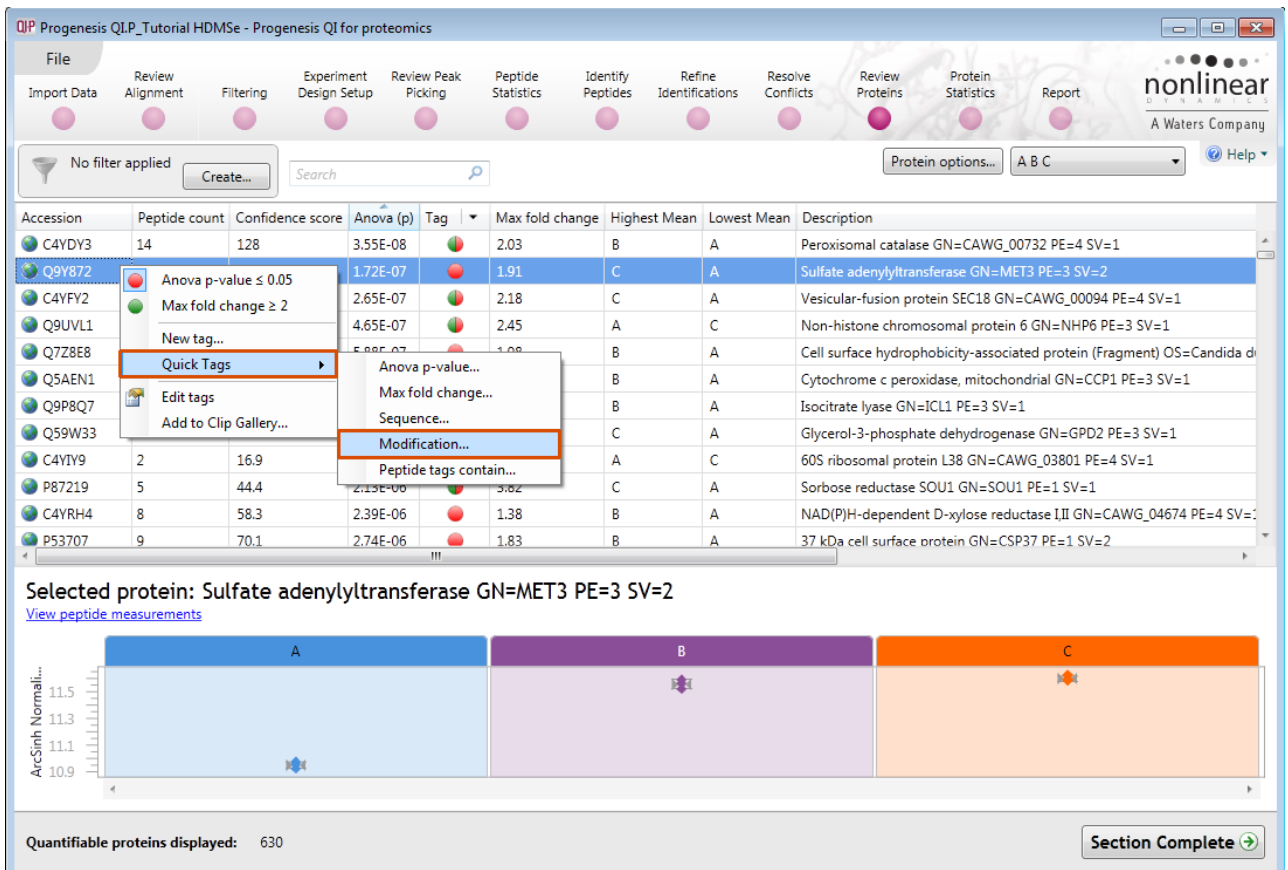 QIP Progenesis QI.P_Tutorial HDMSe - Progenesis QI for proteomics
File
Import Data
Review Alignment
Filtering
Experiment Design Setup
Review Peak Picking
Peptide Statistics
Identify Peptides
Refine Identifications
Resolve Conflicts
Review Proteins
Protein Statistics
Report
nonlinear
DYNAMICS
A Waters Company
No filter applied Create... Search Protein options... A B C Help
Accession Peptide count Confidence score Anova (p) Tag Max fold change Highest Mean Lowest Mean Description
C4YDY3 14 128 3.55E-08 2.03 B A Peroxisomal catalase GN=CAWG_00732 PE=4 SV=1
Q9Y872 1.72E-07 1.91 C A Sulfate adenylyltransferase GN=MET3 PE=3 SV=2
C4YFY2 2.65E-07 2.18 C A Vesicular-fusion protein SEC18 GN=CAWG_00094 PE=4 SV=1
Q9UVL1 4.65E-07 2.45 A C Non-histone chromosomal protein 6 GN=NHP6 PE=3 SV=1
Q7Z8E8 5.88E-07 1.98 B A Cell surface hydrophobicity-associated protein (Fragment) OS=Candida
Q5AEN1 B A Cytochrome c peroxidase, mitochondrial GN=CCP1 PE=3 SV=1
Q9P8Q7 B A Isocitrate lyase GN=ICL1 PE=3 SV=1
Q59W33 C A Glycerol-3-phosphate dehydrogenase GN=GPD2 PE=3 SV=1
C4YIY9 2 16.9 A C 60S ribosomal protein L38 GN=CAWG_03801 PE=4 SV=1
P87219 5 44.4 2.13E-06 3.82 C A Sorbose reductase SOU1 GN=SOU1 PE=1 SV=1
C4YRH4 8 58.3 2.39E-06 1.38 B A NAD(P)H-dependent D-xylose reductase I,II GN=CAWG_04674 PE=4 SV=1
P53707 9 70.1 2.74E-06 1.83 B A 37 kDa cell surface protein GN=CSP37 PE=1 SV=2
Anova p-value ≤ 0.05
Max fold change ≥ 2
New tag...
Quick Tags
Edit tags
Add to Clip Gallery...
Anova p-value...
Max fold change...
Sequence...
Modification...
Peptide tags contain...
Selected protein: Sulfate adenylyltransferase GN=MET3 PE=3 SV=2
View peptide measurements
A B C
ArcSinh Normali...
11.5
11.3
11.1
10.9
Quantifiable proteins displayed: 630
Section Complete